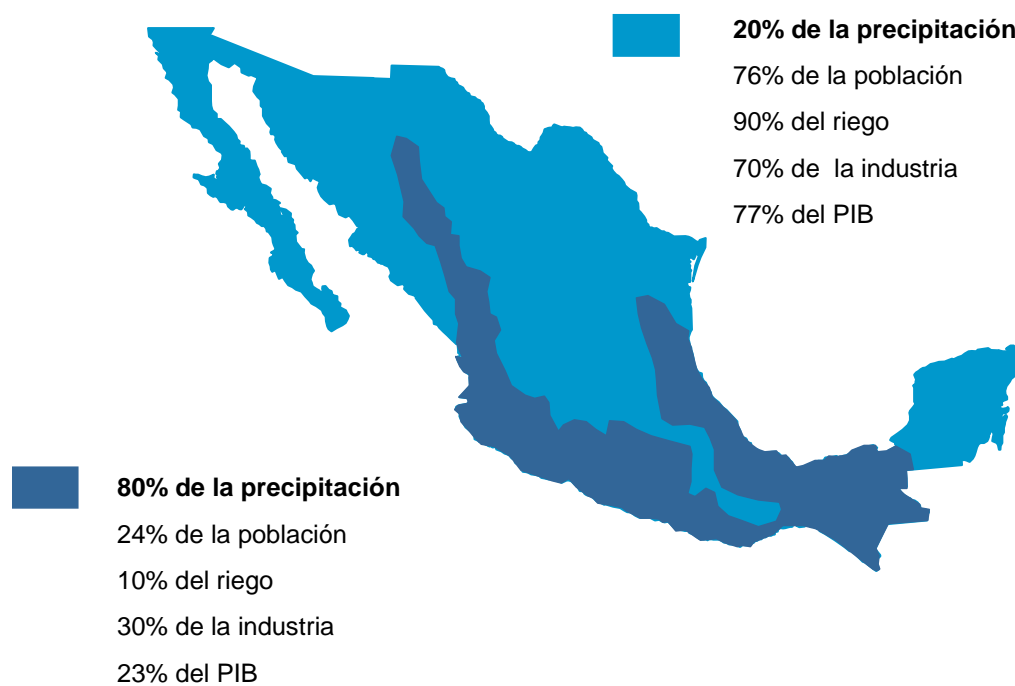 20% de la precipitación
76% de la población
90% del riego
70% de  la industria
77% del PIB
80% de la precipitación
24% de la población
10% del riego
30% de la industria
23% del PIB